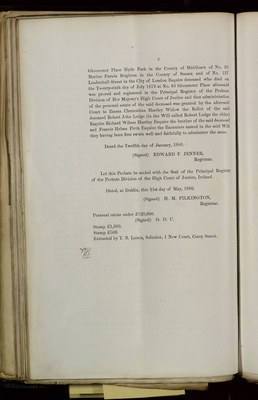 Gloucester Place Hyde Park in the County of Middlesex of No. 21
Marine Parade Brighton in the County of Sussex and of No. 147
Leadenhall Street in the City of London Esquire deceased who died on
the Twenty-sixth day of July 1879 at No. 89 Gloucester Place aforesaid
was proved and registered in the Principal Registry of the Probate
Division of Her Majesty's High Court of Justice and that administration
of the personal estate of the said deceased was granted by the aforesaid
Court to Emma Clementina Hartley Widow the Relict of the said
deceased Robert John Lodge (in the Will called Robert Lodge the elder)
Esquire Richard Wilson Hartley Esquire the brother of the said deceased
and Francis Helme Firth Esquire the Executors named in the said Will
they having been first sworn well and faithfully to administer the same.
Dated the Twelfth day of January, 1880.
(Signed) EDWARD F. JENNER,
Registrar.
Let this Probate be sealed with the Seal of the Principal Registry
of the Probate Division of the High Court of Justice, Ireland.
Dated, at Dublin, this 21st day of May, 1880.
(Signed) H. M. PILKINGTON,
Registrar.
Personal estate under
(Signed)
Stamp £1,500.
Stamp £500
Extracted by T. B. Solicitor, 1 New Court, Carey Street.